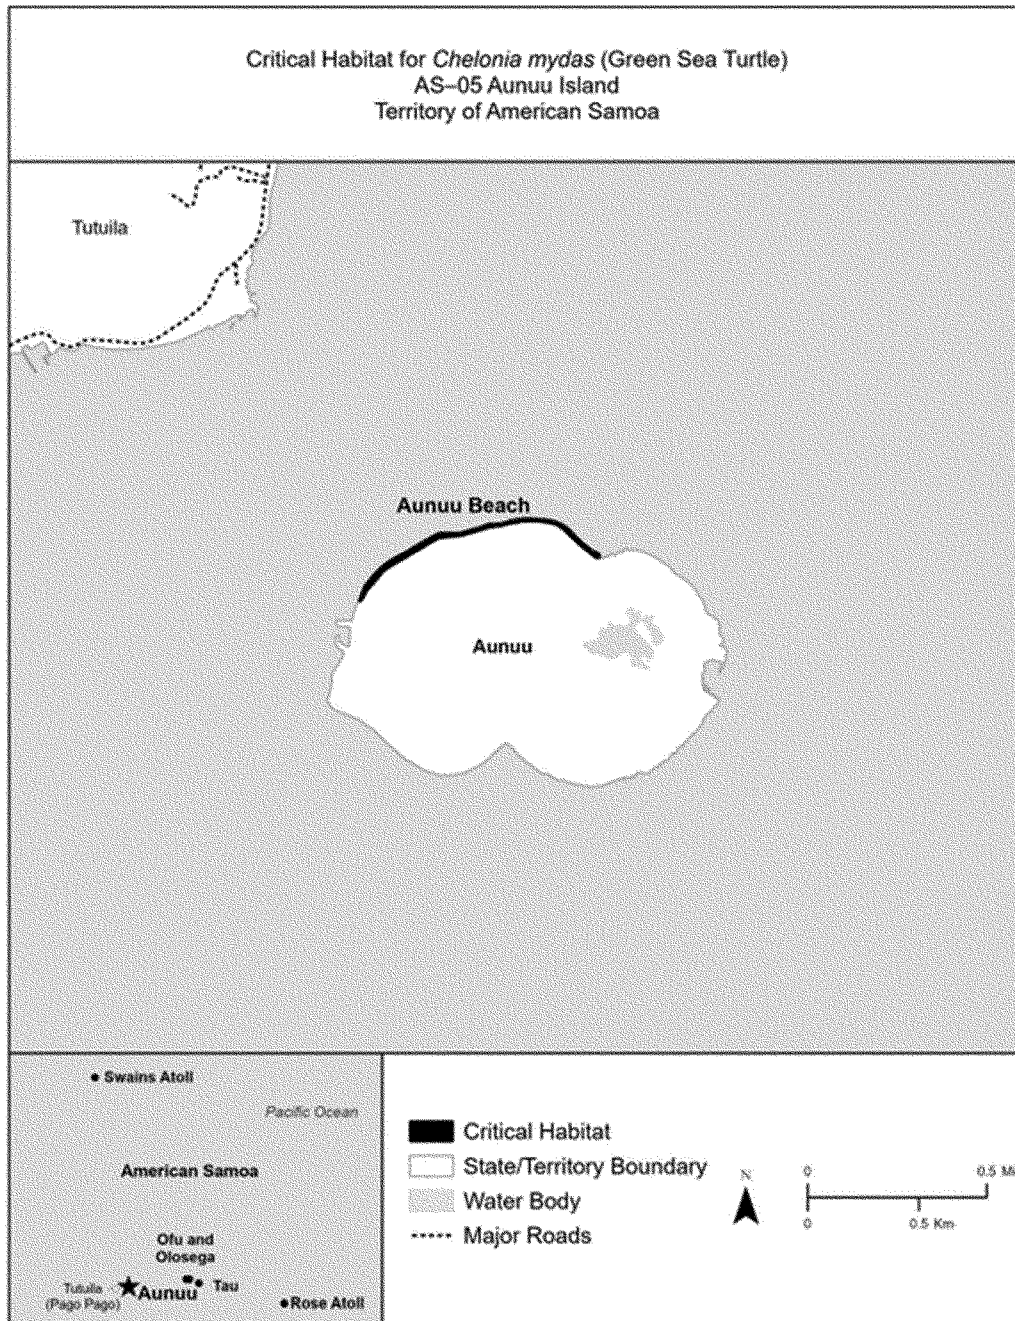 Critical Habitat for Chelonia mydas (Green Sea Turtle)
AS–05 Aunuu Island
Territory of American Samoa
Tutuila
Aunuu Beach
Aunuu
Swains Atoll
Pacific Ocean
American Samoa
Ofu and
Olosega
Tutuila
(Pago Pago)
Aunuu
Tau
Rose Atoll
Critical Habitat
State/Territory Boundary
Water Body
Major Roads
N
0 0.5 Mi
0 0.5 Km